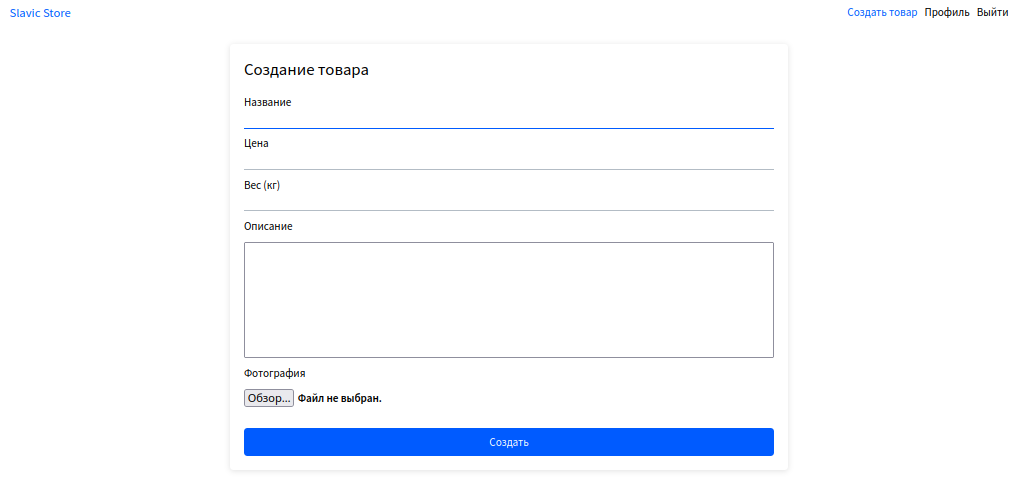 Slavic Store
Создать товар Профиль Выйти
Создание товара
Название
Цена
Вес (кг)
Описание
Фотография
Обзор... Файл не выбран.
Создать